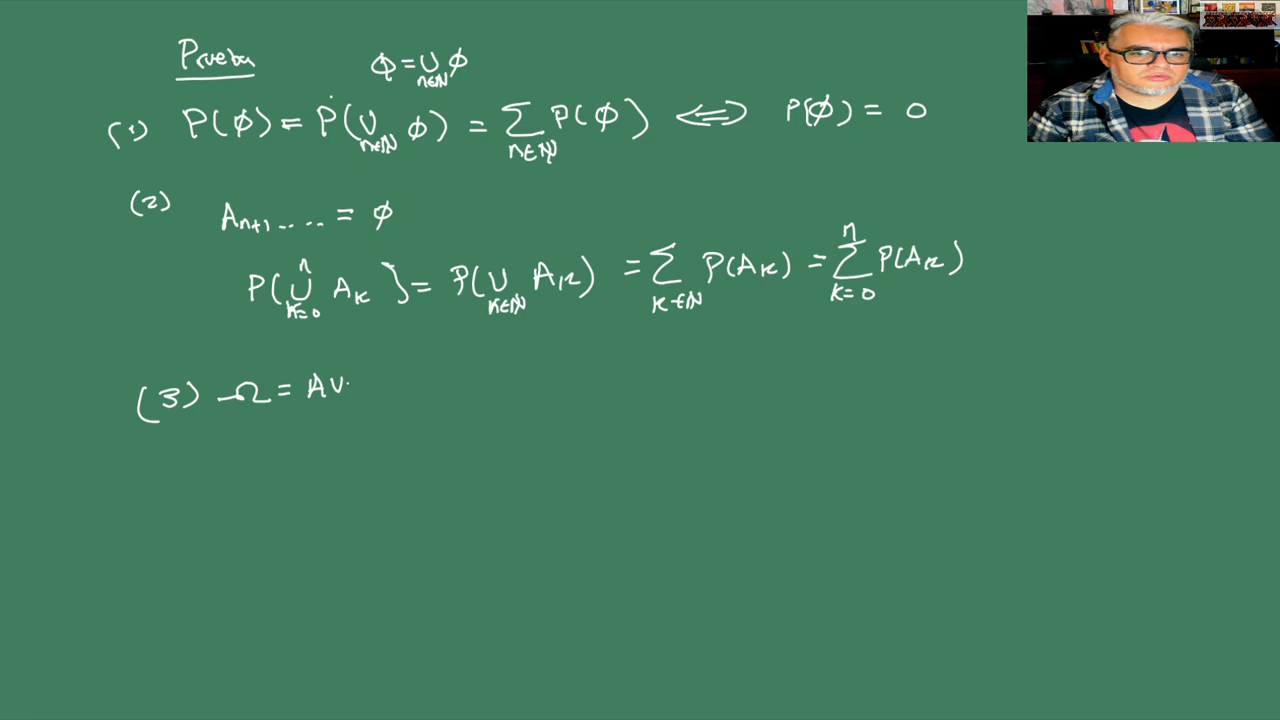 Prueba φ = ∪_{n∈ℕ} φ
(1) P(φ) = P(∪_{n∈ℕ} φ) = ∑_{n∈ℕ} P(φ) ⟺ P(φ) = 0
(2) A_{n+1} ..... = φ
P(∪_{k=0}^{n} A_k) = P(∪_{k∈ℕ} A_k) = ∑_{k∈ℕ} P(A_k) = ∑_{k=0}^{n} P(A_k)
(3) Ω = A ∪